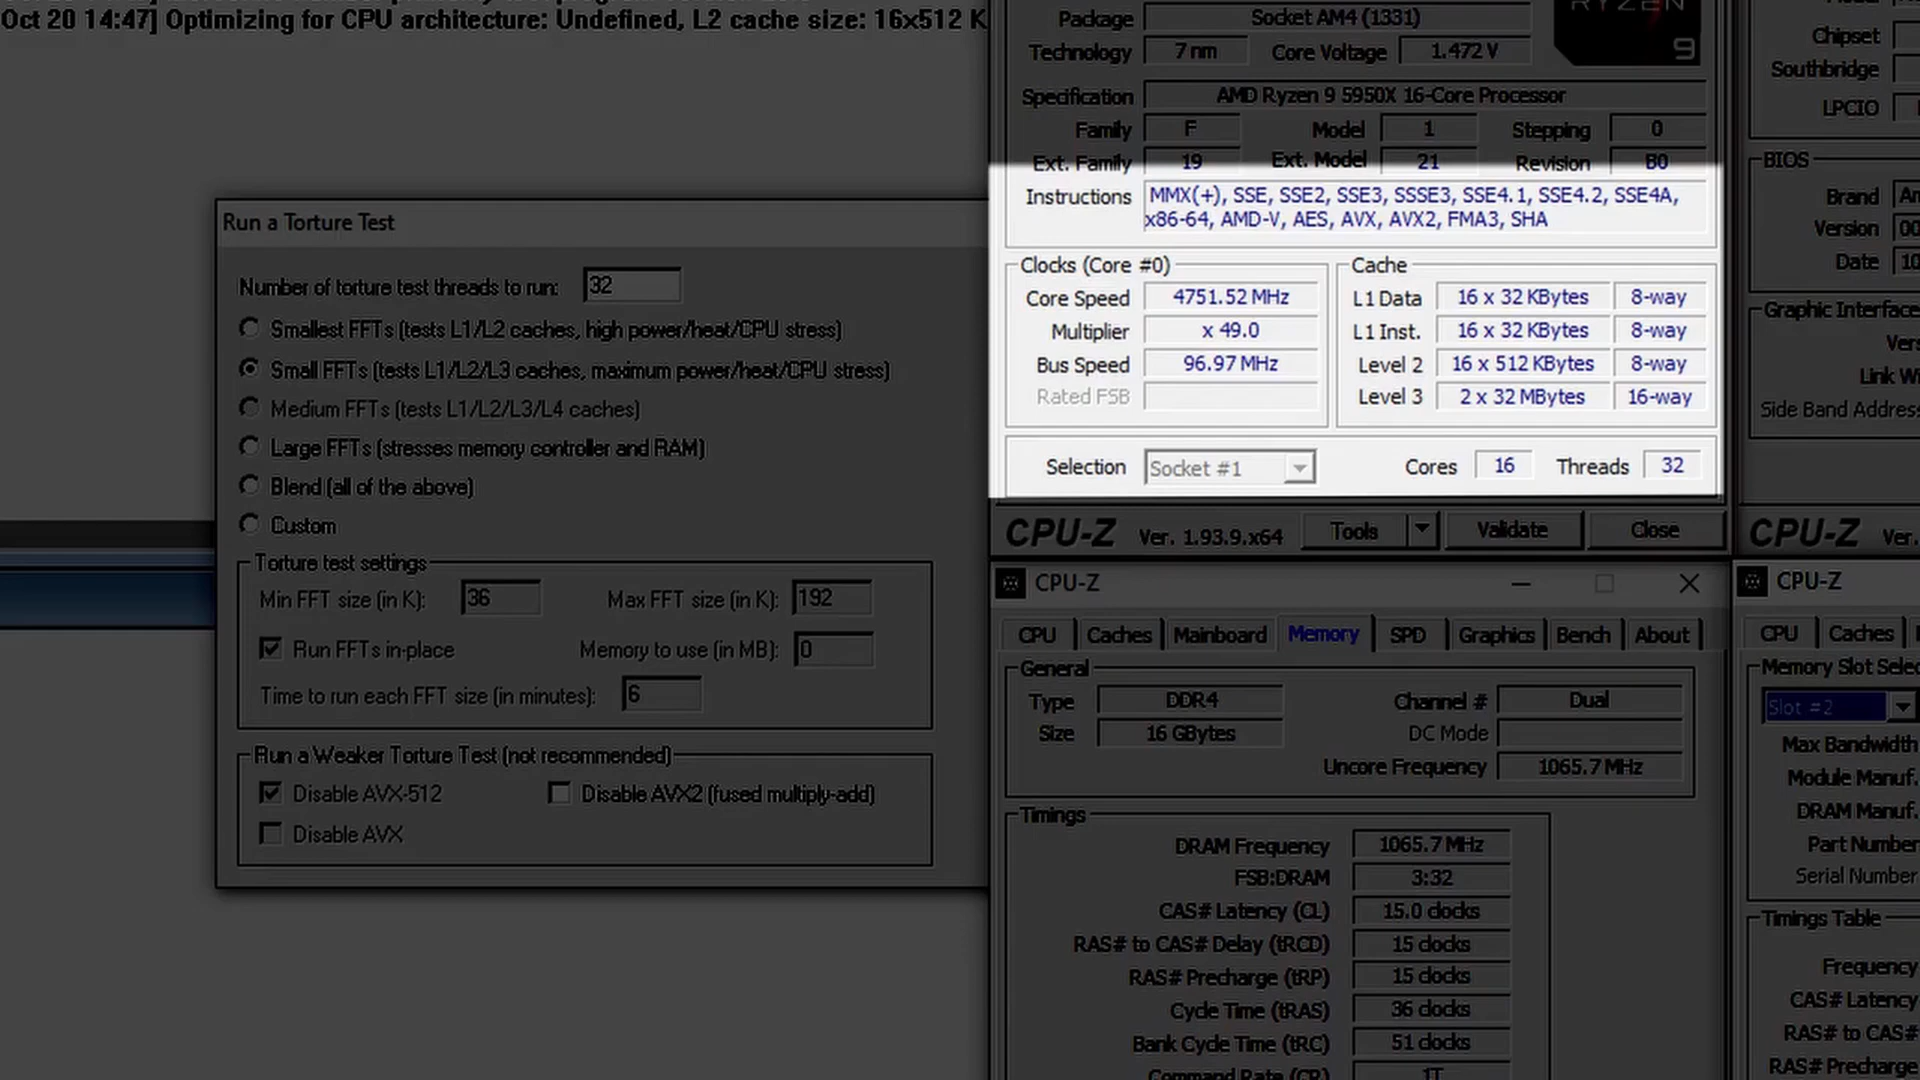 Oct 20 14:47] Optimizing for CPU architecture: Undefined, L2 cache size: 16x512 K
Run a Torture Test
Number of torture test threads to run: 32
Smallest FFTs (tests L1/L2 caches, high power/heat/CPU stress)
Small FFTs (tests L1/L2/L3 caches, maximum power/heat/CPU stress)
Medium FFTs (tests L1/L2/L3/L4 caches)
Large FFTs (stresses memory controller and RAM)
Blend (all of the above)
Custom
Torture test settings
Min FFT size (in K): 36 Max FFT size (in K): 192
Run FFTs in-place Memory to use (in MB): 0
Time to run each FFT size (in minutes): 6
Run a Weaker Torture Test (not recommended)
Disable AVX-512 Disable AVX2 (fused multiply-add)
Disable AVX
Package Socket AM4 (1331)
RYZEN
9
Technology 7 nm Core Voltage 1.472 V
Specification AMD Ryzen 9 5950X 16-Core Processor
Family F Model 1 Stepping 0
Ext. Family 19 Ext. Model 21 Revision B0
Instructions MMX(+), SSE, SSE2, SSE3, SSSE3, SSE4.1, SSE4.2, SSE4A,
x86-64, AMD-V, AES, AVX, AVX2, FMA3, SHA
Clocks (Core #0)
Core Speed 4751.52 MHz
Multiplier x 49.0
Bus Speed 96.97 MHz
Rated FSB
Cache
L1 Data 16 x 32 KBytes 8-way
L1 Inst. 16 x 32 KBytes 8-way
Level 2 16 x 512 KBytes 8-way
Level 3 2 x 32 MBytes 16-way
Selection Socket #1 Cores 16 Threads 32
CPU-Z Ver. 1.93.9.x64 Tools Validate Close
CPU-Z
CPU Caches Mainboard Memory SPD Graphics Bench About
General
Type DDR4 Channel # Dual
Size 16 GBytes DC Mode
Uncore Frequency 1065.7 MHz
Timings
DRAM Frequency 1065.7 MHz
FSB:DRAM 3:32
CAS# Latency (CL) 15.0 clocks
RAS# to CAS# Delay (tRCD) 15 clocks
RAS# Precharge (tRP) 15 clocks
Cycle Time (tRAS) 36 clocks
Bank Cycle Time (tRC) 51 clocks
Command Rate (CR) 1T
Chipset
Southbridge
LPCIO
BIOS
Brand
Version
Date
Graphic Interface
Side Band Address
CPU-Z Ver.
CPU-Z
CPU Caches
Memory Slot Selec
Slot #2
Max Bandwidth
Module Manuf.
DRAM Manuf.
Part Number
Serial Number
Timings Table
Frequency
CAS# Latency
RAS# to CAS#
RAS# Precharge